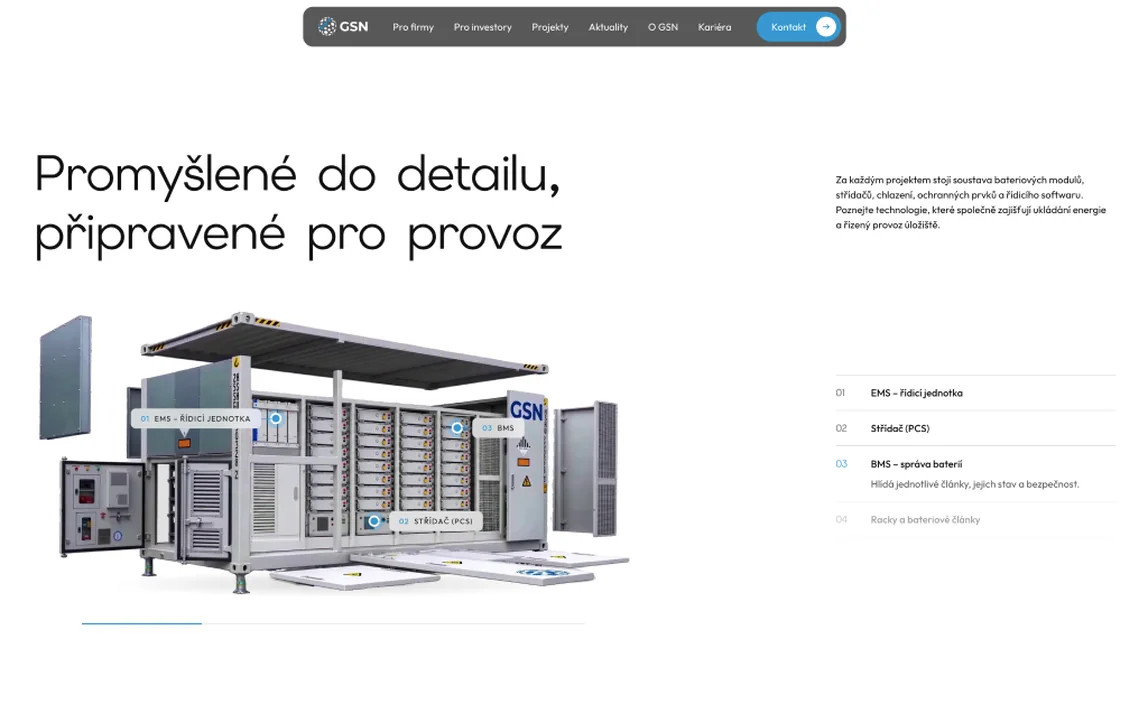 GSN
Pro firmy
Pro investory
Projekty
Aktuality
O GSN
Kariéra
Kontakt
Promyšlené do detailu,
připravené pro provoz
Za každým projektem stojí soustava bateriových modulů,
střídačů, chlazení, ochranných prvků a řídicího softwaru.
Poznejte technologie, které společně zajišťují ukládání energie
a řízený provoz úložiště.
GSN
01 EMS – ŘÍDICÍ JEDNOTKA
03 BMS
02 STŘÍDAČ (PCS)
01 EMS – řídicí jednotka
02 Střídač (PCS)
03 BMS – správa baterií
Hlídá jednotlivé články, jejich stav a bezpečnost.
04 Racky a bateriové články